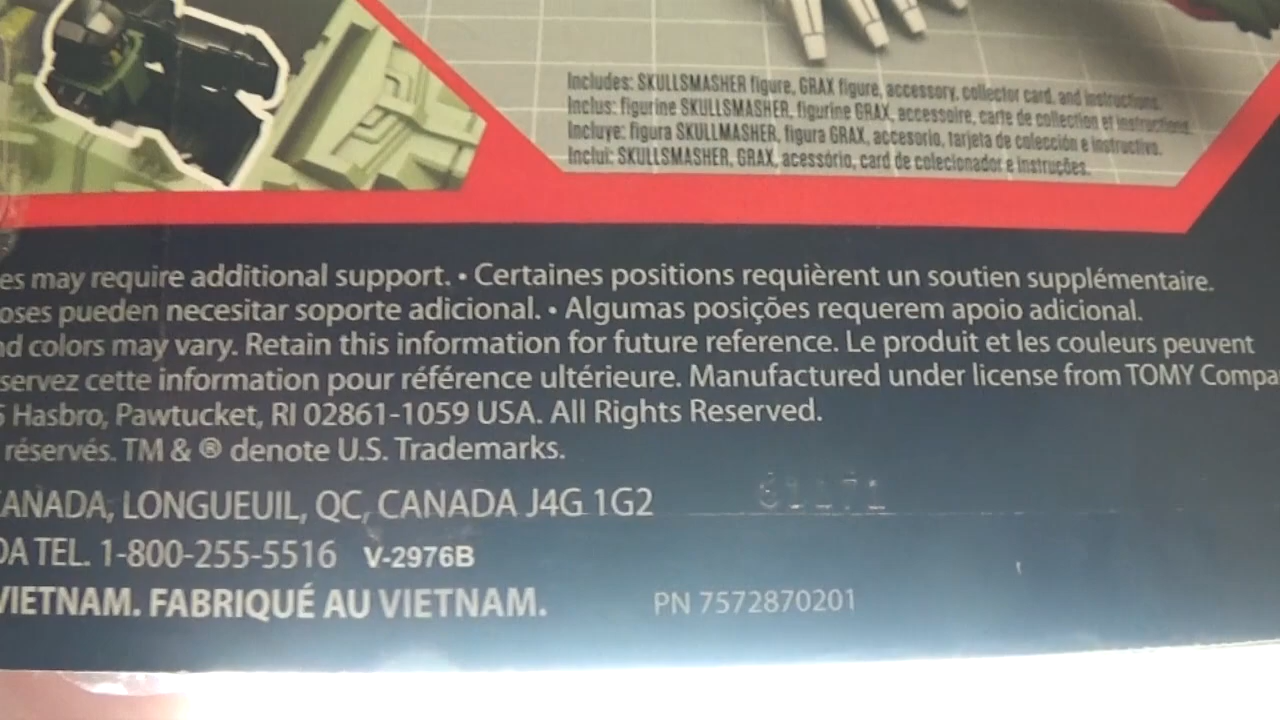 Includes: SKULLSMASHER figure, GRAX figure, accessory, collector card, and instructions.
Inclus: figurine SKULLSMASHER, figurine GRAX, accessoire, carte de collection et instructions.
Incluye: figura SKULLMASHER, figura GRAX, accesorio, tarjeta de colección e instructivo.
Inclui: SKULLSMASHER, GRAX, acessório, card de colecionador e instruções.
es may require additional support. • Certaines positions requièrent un soutien supplémentaire.
oses pueden necesitar soporte adicional. • Algumas posições requerem apoio adicional.
nd colors may vary. Retain this information for future reference. Le produit et les couleurs peuvent
servez cette information pour référence ultérieure. Manufactured under license from TOMY Compa
Hasbro, Pawtucket, RI 02861-1059 USA. All Rights Reserved.
réservés. TM & ® denote U.S. Trademarks.
CANADA, LONGUEUIL, QC, CANADA J4G 1G2
DA TEL. 1-800-255-5516 V-2976B
VIETNAM. FABRIQUÉ AU VIETNAM.
PN 7572870201